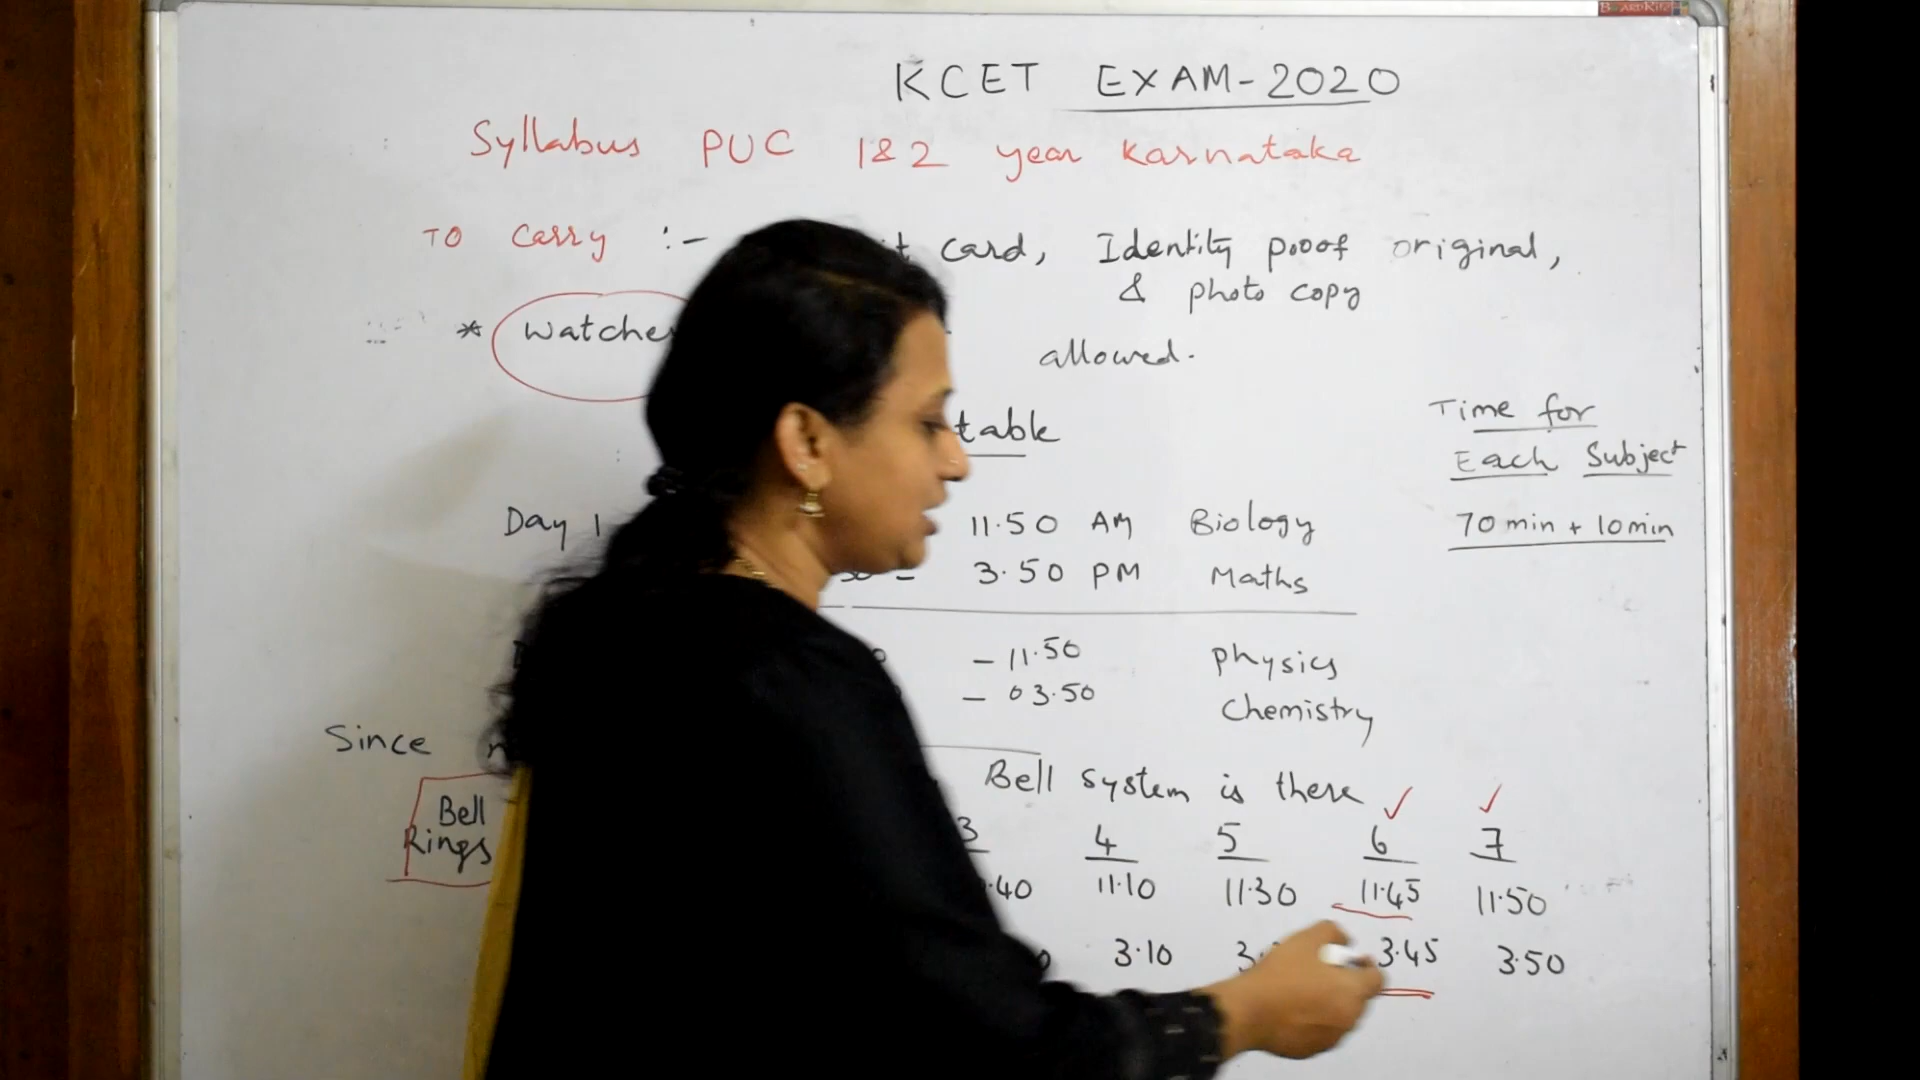 BOARDRITE
KCET EXAM-2020
Syllabus PUC 1&2 year Karnataka
TO carry :- card, Identity proof original,
& photo copy
* Watches
allowed.
table
Time for
Each Subject
70 min + 10 min
Day 1 11.50 AM Biology
3.50 PM Maths
- 11.50 Physics
- 03.50 Chemistry
Since
Bell system is there
Bell
Rings
3 4 5 6 7
.40 11.10 11.30 11.45 11.50
3.10 3. 3.45 3.50